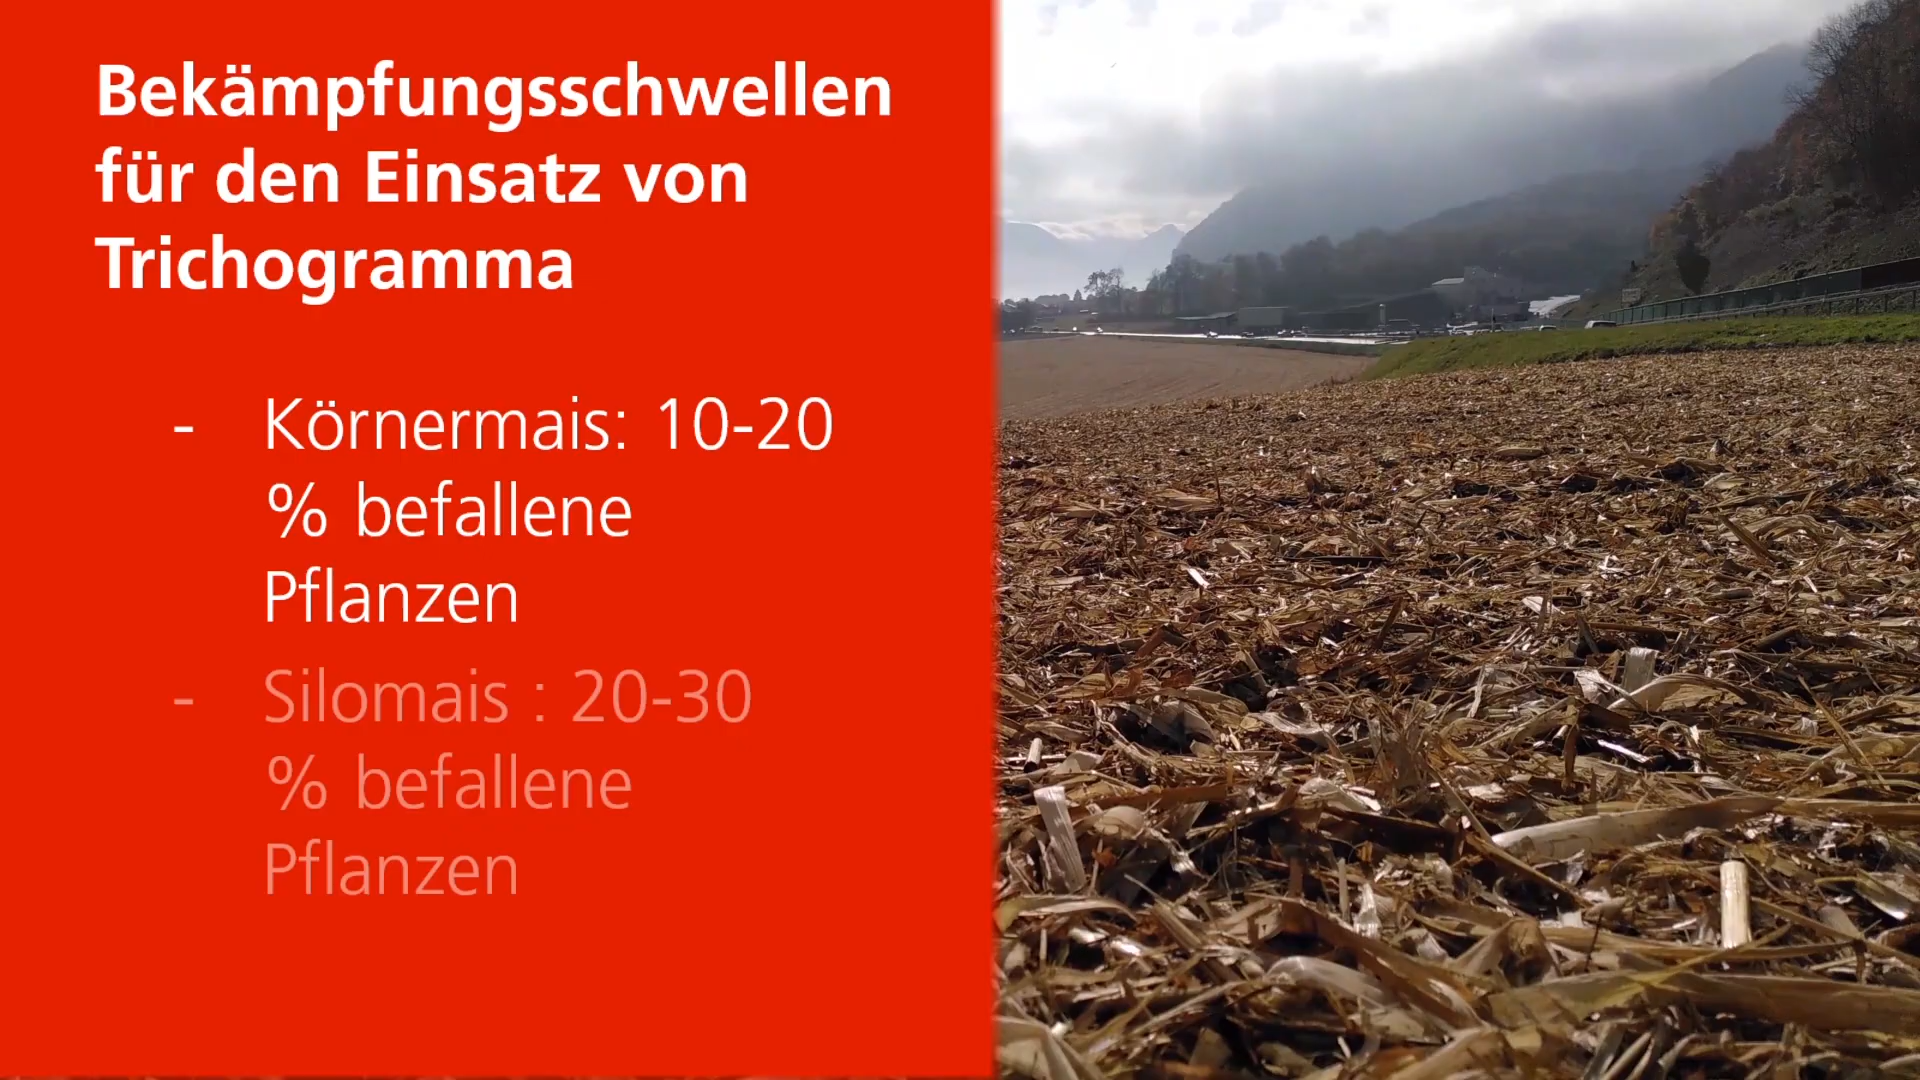 Bekämpfungsschwellen
für den Einsatz von
Trichogramma
- Körnermais: 10-20
% befallene
Pflanzen
- Silomais : 20-30
% befallene
Pflanzen